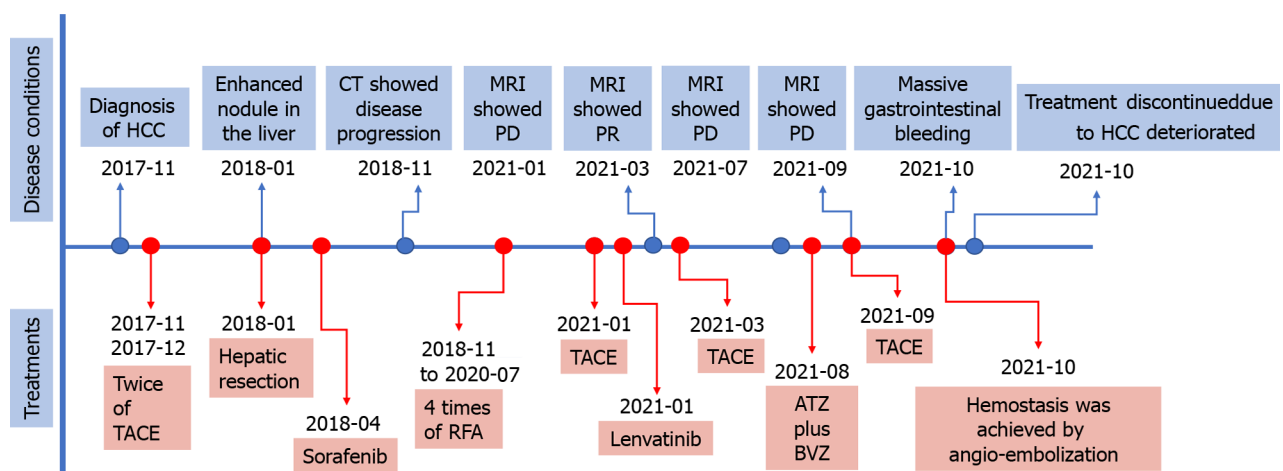 Disease conditions
Diagnosis
of HCC
2017-11
Enhanced
nodule in
the liver
2018-01
CT showed
disease
progression
2018-11
MRI
showed
PD
2021-01
MRI
showed
PR
2021-03
MRI
showed
PD
2021-07
MRI
showed
PD
2021-09
Massive
gastrointestinal
bleeding
2021-10
Treatment discontinueddue
to HCC deteriorated
2021-10
Treatments
2017-11
2017-12
Twice
of
TACE
2018-01
Hepatic
resection
2018-04
Sorafenib
2018-11
to 2020-07
4 times
of RFA
2021-01
TACE
2021-01
Lenvatinib
2021-03
TACE
2021-08
ATZ
plus
BVZ
2021-09
TACE
2021-10
Hemostasis was
achieved by
angio-embolization